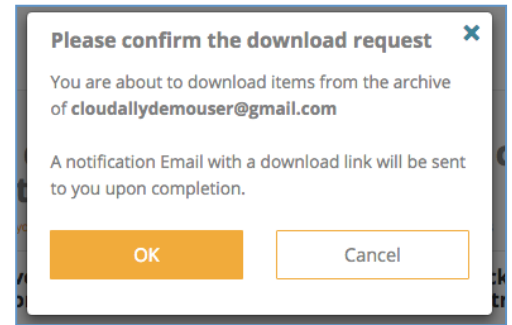 Please confirm the download request
You are about to download items from the archive
of cloudallydemouser@gmail.com
A notification Email with a download link will be sent
to you upon completion.
OK
Cancel